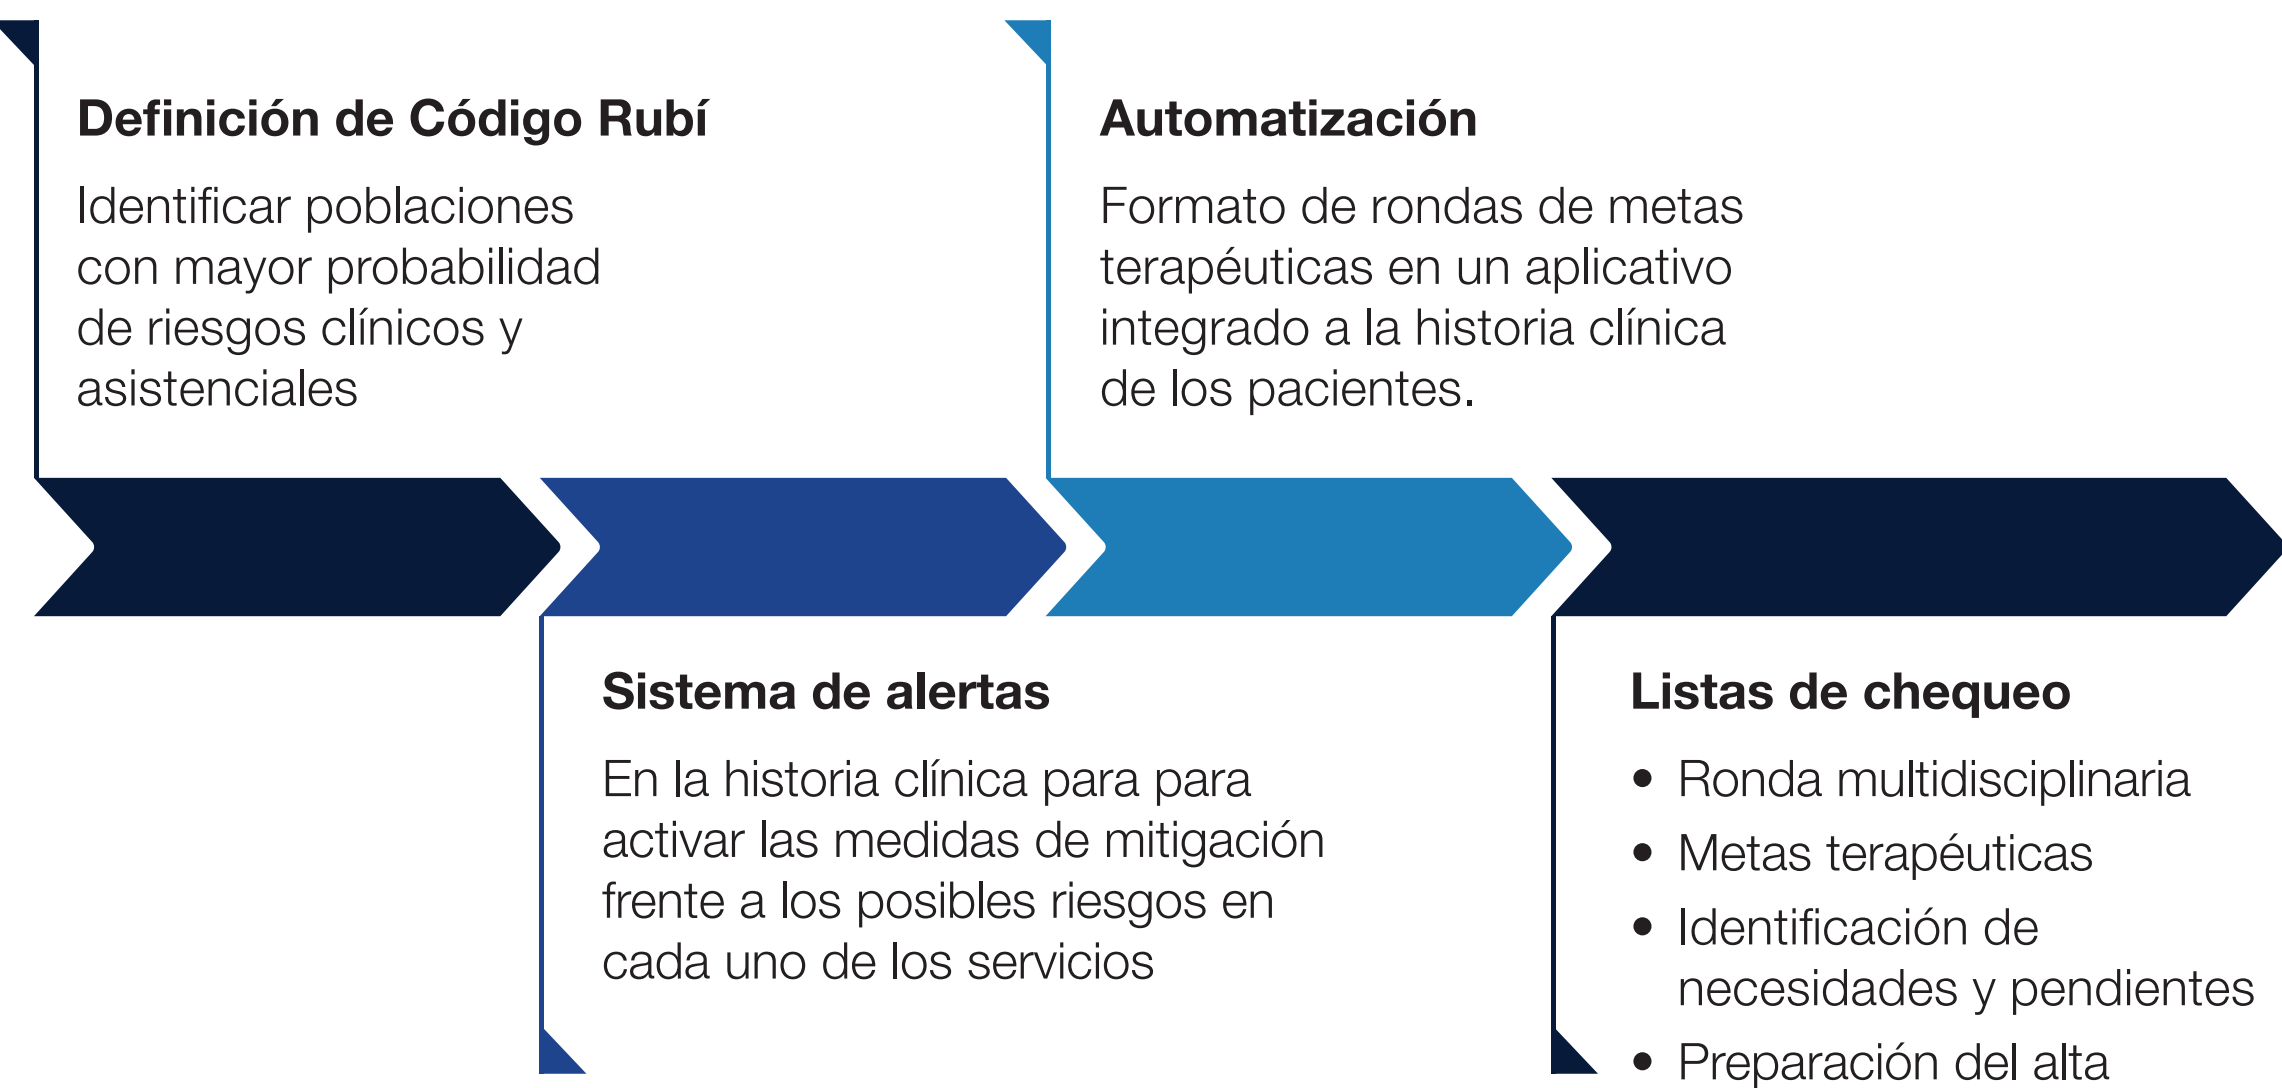 Definición de Código Rubí
Identificar poblaciones
con mayor probabilidad
de riesgos clínicos y
asistenciales
Sistema de alertas
En la historia clínica para para
activar las medidas de mitigación
frente a los posibles riesgos en
cada uno de los servicios
Automatización
Formato de rondas de metas
terapéuticas en un aplicativo
integrado a la historia clínica
de los pacientes.
Listas de chequeo
• Ronda multidisciplinaria
• Metas terapéuticas
• Identificación de
necesidades y pendientes
• Preparación del alta